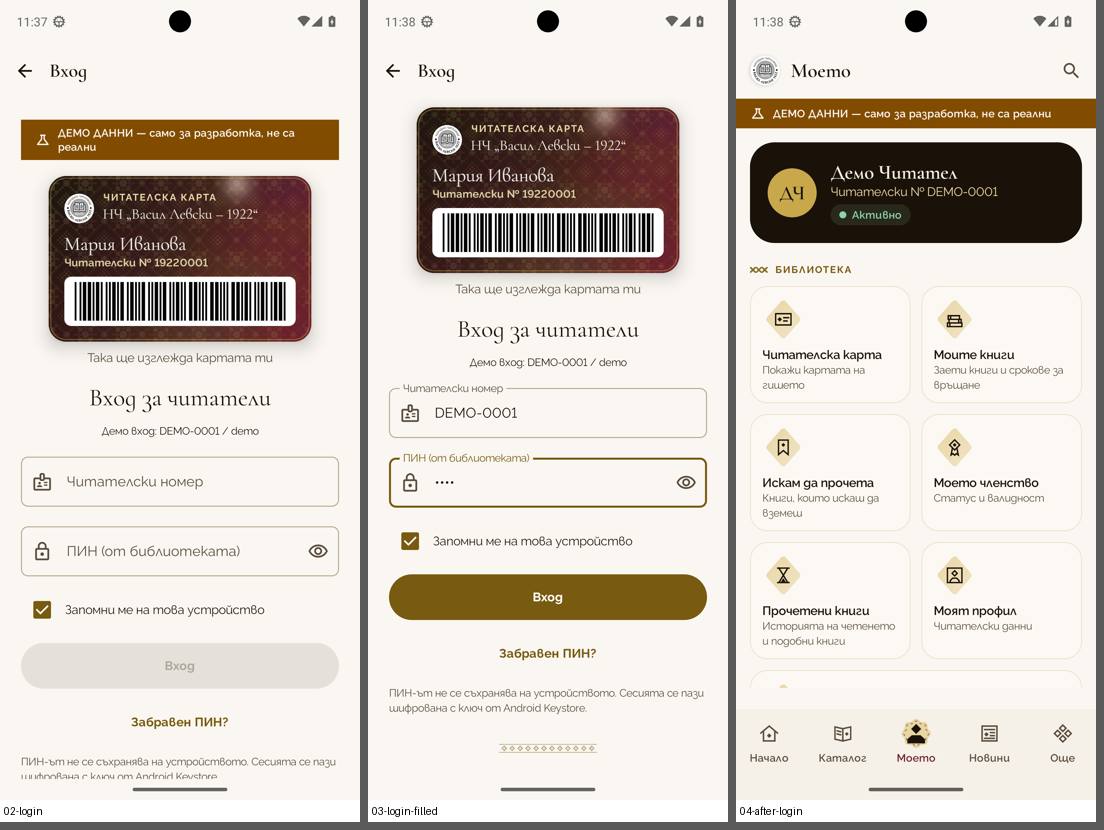 11:37
Вход
ДЕМО ДАННИ — само за разработка, не са
реални
ЧИТАТЕЛСКА КАРТА
НЧ „Васил Левски – 1922“
Мария Иванова
Читателски № 19220001
Така ще изглежда картата ти
Вход за читатели
Демо вход: DEMO-0001 / demo
Читателски номер
ПИН (от библиотеката)
Запомни ме на това устройство
Вход
Забравен ПИН?
ПИН-ът не се съхранява на устройството. Сесията се пази
шифрована с ключ от Android Keystore.
02-login
11:38
Вход
ЧИТАТЕЛСКА КАРТА
НЧ „Васил Левски – 1922“
Мария Иванова
Читателски № 19220001
Така ще изглежда картата ти
Вход за читатели
Демо вход: DEMO-0001 / demo
Читателски номер
DEMO-0001
ПИН (от библиотеката)
••••
Запомни ме на това устройство
Вход
Забравен ПИН?
ПИН-ът не се съхранява на устройството. Сесията се пази
шифрована с ключ от Android Keystore.
03-login-filled
11:38
Моето
ДЕМО ДАННИ — само за разработка, не са реални
ДЧ
Демо Читател
Читателски № DEMO-0001
Активно
БИБЛИОТЕКА
Читателска карта
Покажи картата на
гишето
Моите книги
Заети книги и срокове за
връщане
Искам да прочета
Книги, които искаш да
вземеш
Моето членство
Статус и валидност
Прочетени книги
Историята на четенето
и подобни книги
Моят профил
Читателски данни
Начало
Каталог
Моето
Новини
Още
04-after-login